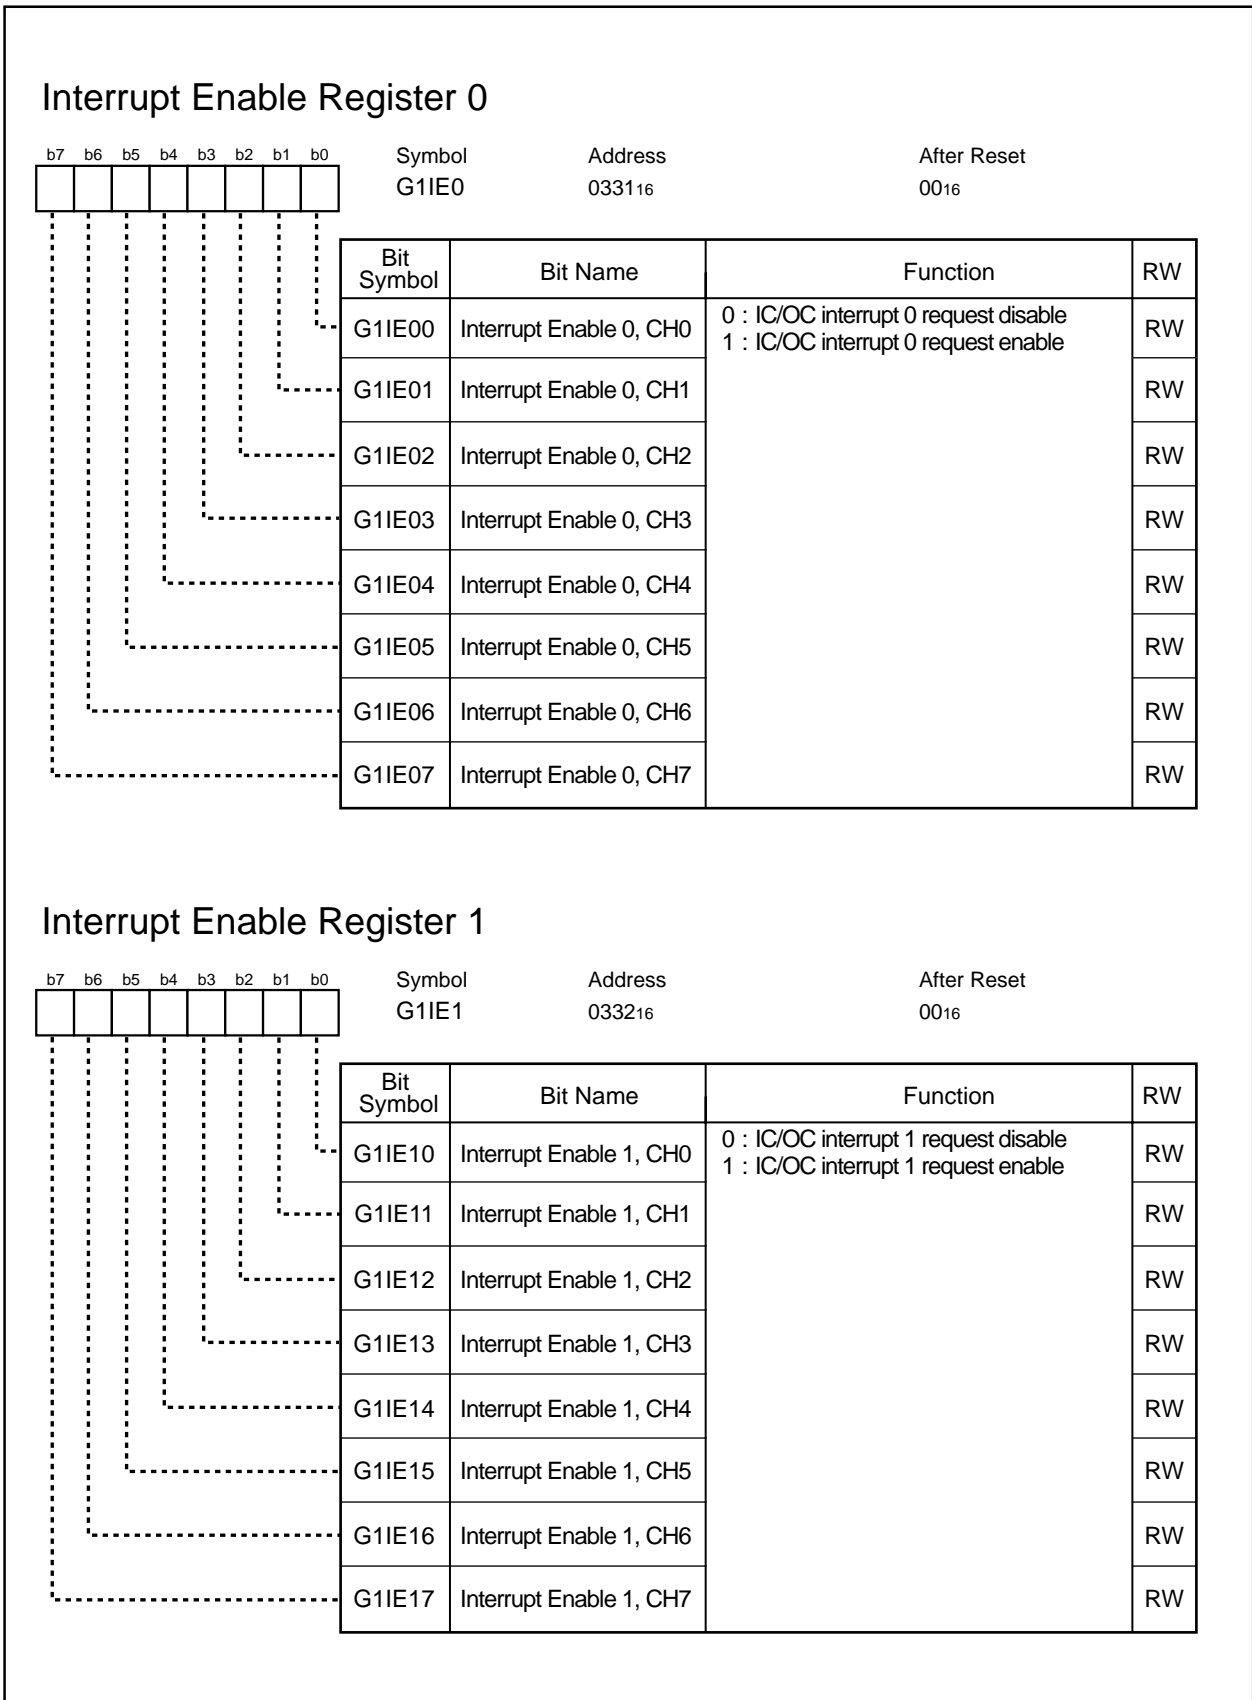 Interrupt Enable Register 0
b7 b6 b5 b4 b3 b2 b1 b0
Symbol Address After Reset
G1IE0 033116 0016
Bit Symbol Bit Name Function RW
G1IE00 Interrupt Enable 0, CH0 0 : IC/OC interrupt 0 request disable RW
1 : IC/OC interrupt 0 request enable
G1IE01 Interrupt Enable 0, CH1 RW
G1IE02 Interrupt Enable 0, CH2 RW
G1IE03 Interrupt Enable 0, CH3 RW
G1IE04 Interrupt Enable 0, CH4 RW
G1IE05 Interrupt Enable 0, CH5 RW
G1IE06 Interrupt Enable 0, CH6 RW
G1IE07 Interrupt Enable 0, CH7 RW
Interrupt Enable Register 1
b7 b6 b5 b4 b3 b2 b1 b0
Symbol Address After Reset
G1IE1 033216 0016
Bit Symbol Bit Name Function RW
G1IE10 Interrupt Enable 1, CH0 0 : IC/OC interrupt 1 request disable RW
1 : IC/OC interrupt 1 request enable
G1IE11 Interrupt Enable 1, CH1 RW
G1IE12 Interrupt Enable 1, CH2 RW
G1IE13 Interrupt Enable 1, CH3 RW
G1IE14 Interrupt Enable 1, CH4 RW
G1IE15 Interrupt Enable 1, CH5 RW
G1IE16 Interrupt Enable 1, CH6 RW
G1IE17 Interrupt Enable 1, CH7 RW